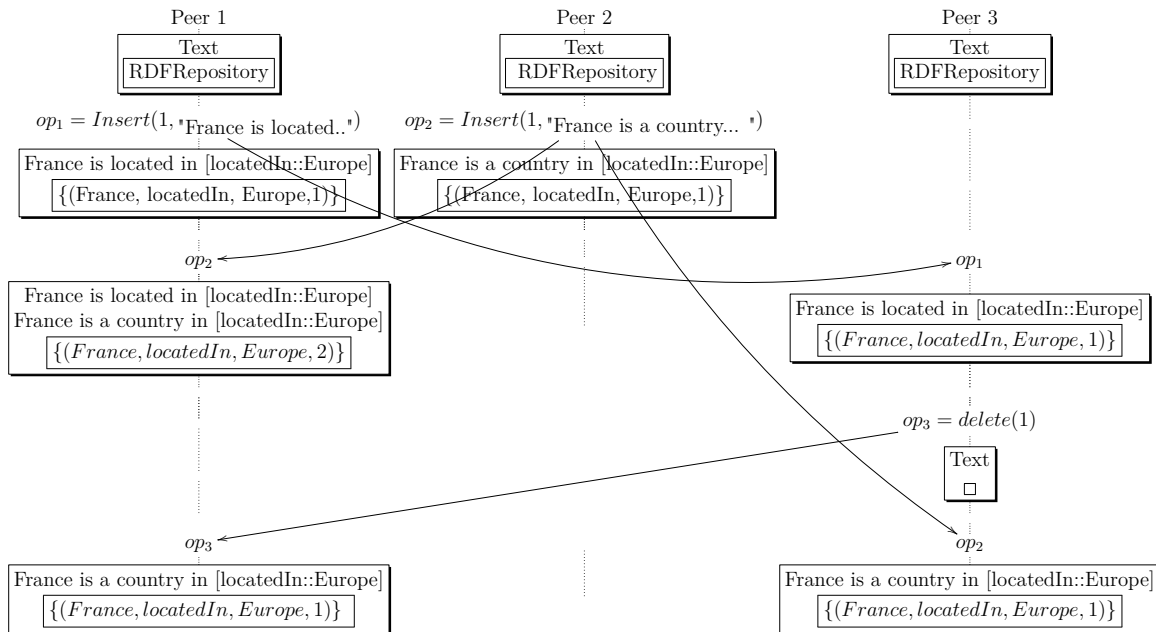 Peer 1
Peer 2
Peer 3
Text
RDFRepository
Text
RDFRepository
Text
RDFRepository
op1 = Insert(1,"France is located..")
op2 = Insert(1,"France is a country... ")
France is located in [locatedIn::Europe]
{(France, locatedIn, Europe,1)}
France is a country in [locatedIn::Europe]
{(France, locatedIn, Europe,1)}
op2
op1
France is located in [locatedIn::Europe]
France is a country in [locatedIn::Europe]
{(France, locatedIn, Europe, 2)}
France is located in [locatedIn::Europe]
{(France, locatedIn, Europe, 1)}
op3 = delete(1)
Text
op3
op2
France is a country in [locatedIn::Europe]
{(France, locatedIn, Europe, 1)}
France is a country in [locatedIn::Europe]
{(France, locatedIn, Europe, 1)}